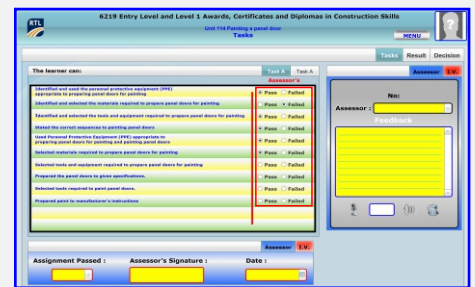 RTL
6219 Entry Level and Level 1 Awards, Certificates and Diplomas in Construction Skills
Unit 114 Painting a panel door
Tasks
MENU
?
Tasks Result Decision
The learner can:
Task A Task A
Assessor's
Identified and used the personal protective equipment (PPE)
appropriate to preparing panel doors for painting
Pass Failed
Identified and selected the materials required to prepare panel doors for painting
Pass Failed
Identified and selected the tools and equipment required to prepare panel doors for painting
Pass Failed
Stated the correct sequences to painting panel doors
Pass Failed
Used Personal Protective Equipment (PPE) appropriate to
preparing panel doors for painting and painting panel doors
Pass Failed
Selected materials required to prepare panel doors for painting
Pass Failed
Selected tools and equipment required to prepare panel doors for painting
Pass Failed
Prepared the panel doors to given specifications.
Pass Failed
Selected tools required to paint panel doors.
Pass Failed
Prepared paint to manufacturer's instructions
Pass Failed
Assessor I.V.
No:
Assessor :
Feedback
Assessor I.V.
Assignment Passed : Assessor's Signature : Date :